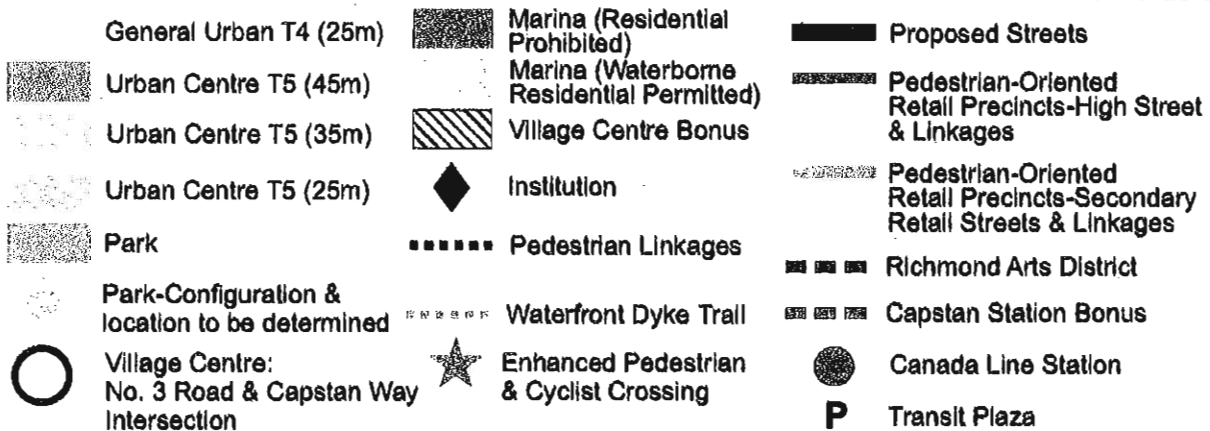 General Urban T4 (25m)
Urban Centre T5 (45m)
Urban Centre T5 (35m)
Urban Centre T5 (25m)
Park
Park-Configuration &
location to be determined
Village Centre:
No. 3 Road & Capstan Way
Intersection
Marina (Residential
Prohibited)
Marina (Waterborne
Residential Permitted)
Village Centre Bonus
Institution
Pedestrian Linkages
Waterfront Dyke Trail
Enhanced Pedestrian
& Cyclist Crossing
Proposed Streets
Pedestrian-Oriented
Retail Precincts-High Street
& Linkages
Pedestrian-Oriented
Retail Precincts-Secondary
Retail Streets & Linkages
Richmond Arts District
Capstan Station Bonus
Canada Line Station
P Transit Plaza